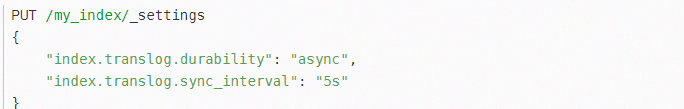 PUT /my_index/_settings
{
    "index.translog.durability": "async",
    "index.translog.sync_interval": "5s"
}